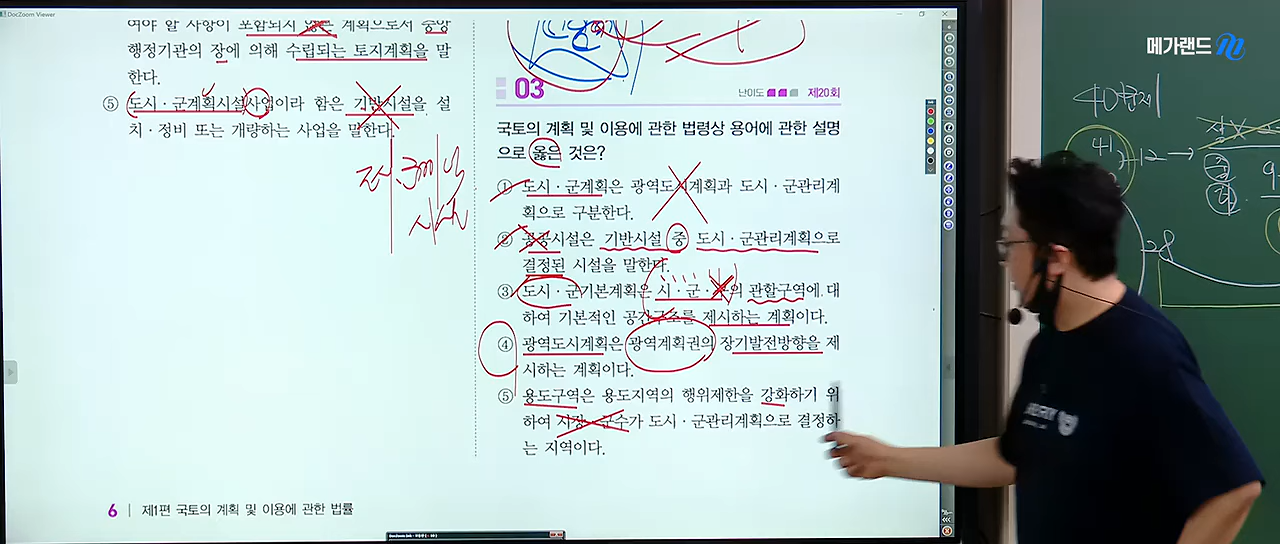 DocZoom Viewer
여야 할 사항이 포함되지 않은 계획으로서 중앙
행정기관의 장에 의해 수립되는 토지계획을 말
한다.
⑤ 도시 · 군계획시설사업이라 함은 기반시설을 설
치 · 정비 또는 개량하는 사업을 말한다.
03
난이도
제20회
국토의 계획 및 이용에 관한 법령상 용어에 관한 설명
으로 옳은 것은?
① 도시 · 군계획은 광역도시계획과 도시 · 군관리계
획으로 구분한다.
② 공공시설은 기반시설 중 도시 · 군관리계획으로
결정된 시설을 말한다.
③ 도시 · 군기본계획은 시 · 군 · 구의 관할구역에 대
하여 기본적인 공간구조를 제시하는 계획이다.
④ 광역도시계획은 광역계획권의 장기발전방향을 제
시하는 계획이다.
⑤ 용도구역은 용도지역의 행위제한을 강화하기 위
하여 시장 · 군수가 도시 · 군관리계획으로 결정하
는 지역이다.
6 제1편 국토의 계획 및 이용에 관한 법률
메가랜드
40문제
41
12
28